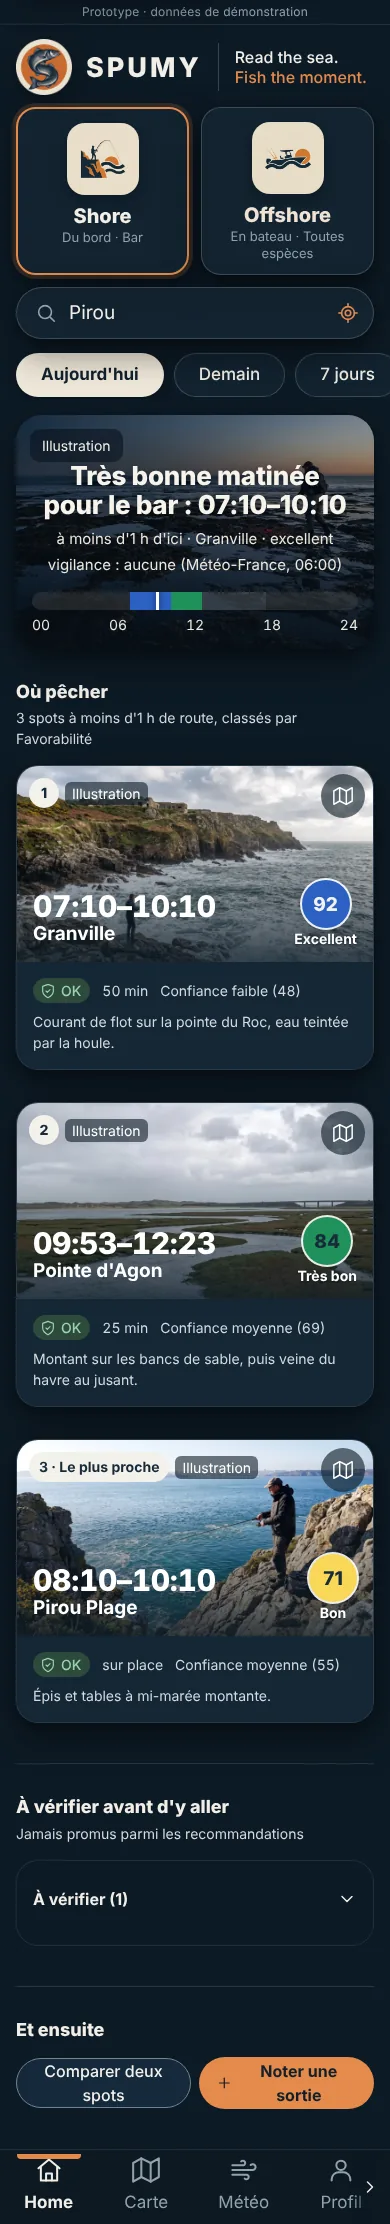 Prototype · données de démonstration
SPUMY
Read the sea.
Fish the moment.
Shore
Du bord · Bar
Offshore
En bateau · Toutes
espèces
Pirou
Aujourd'hui
Demain
7 jours
Illustration
Très bonne matinée
pour le bar : 07:10–10:10
à moins d'1 h d'ici · Granville · excellent
vigilance : aucune (Météo-France, 06:00)
00 06 12 18 24
Où pêcher
3 spots à moins d'1 h de route, classés par
Favorabilité
1 Illustration
07:10–10:10
Granville
92
Excellent
OK 50 min Confiance faible (48)
Courant de flot sur la pointe du Roc, eau teintée
par la houle.
2 Illustration
09:53–12:23
Pointe d'Agon
84
Très bon
OK 25 min Confiance moyenne (69)
Montant sur les bancs de sable, puis veine du
havre au jusant.
3 · Le plus proche Illustration
08:10–10:10
Pirou Plage
71
Bon
OK sur place Confiance moyenne (55)
Épis et tables à mi-marée montante.
À vérifier avant d'y aller
Jamais promus parmi les recommandations
À vérifier (1)
Et ensuite
Comparer deux
spots
+ Noter une
sortie
Home
Carte
Météo
Profil